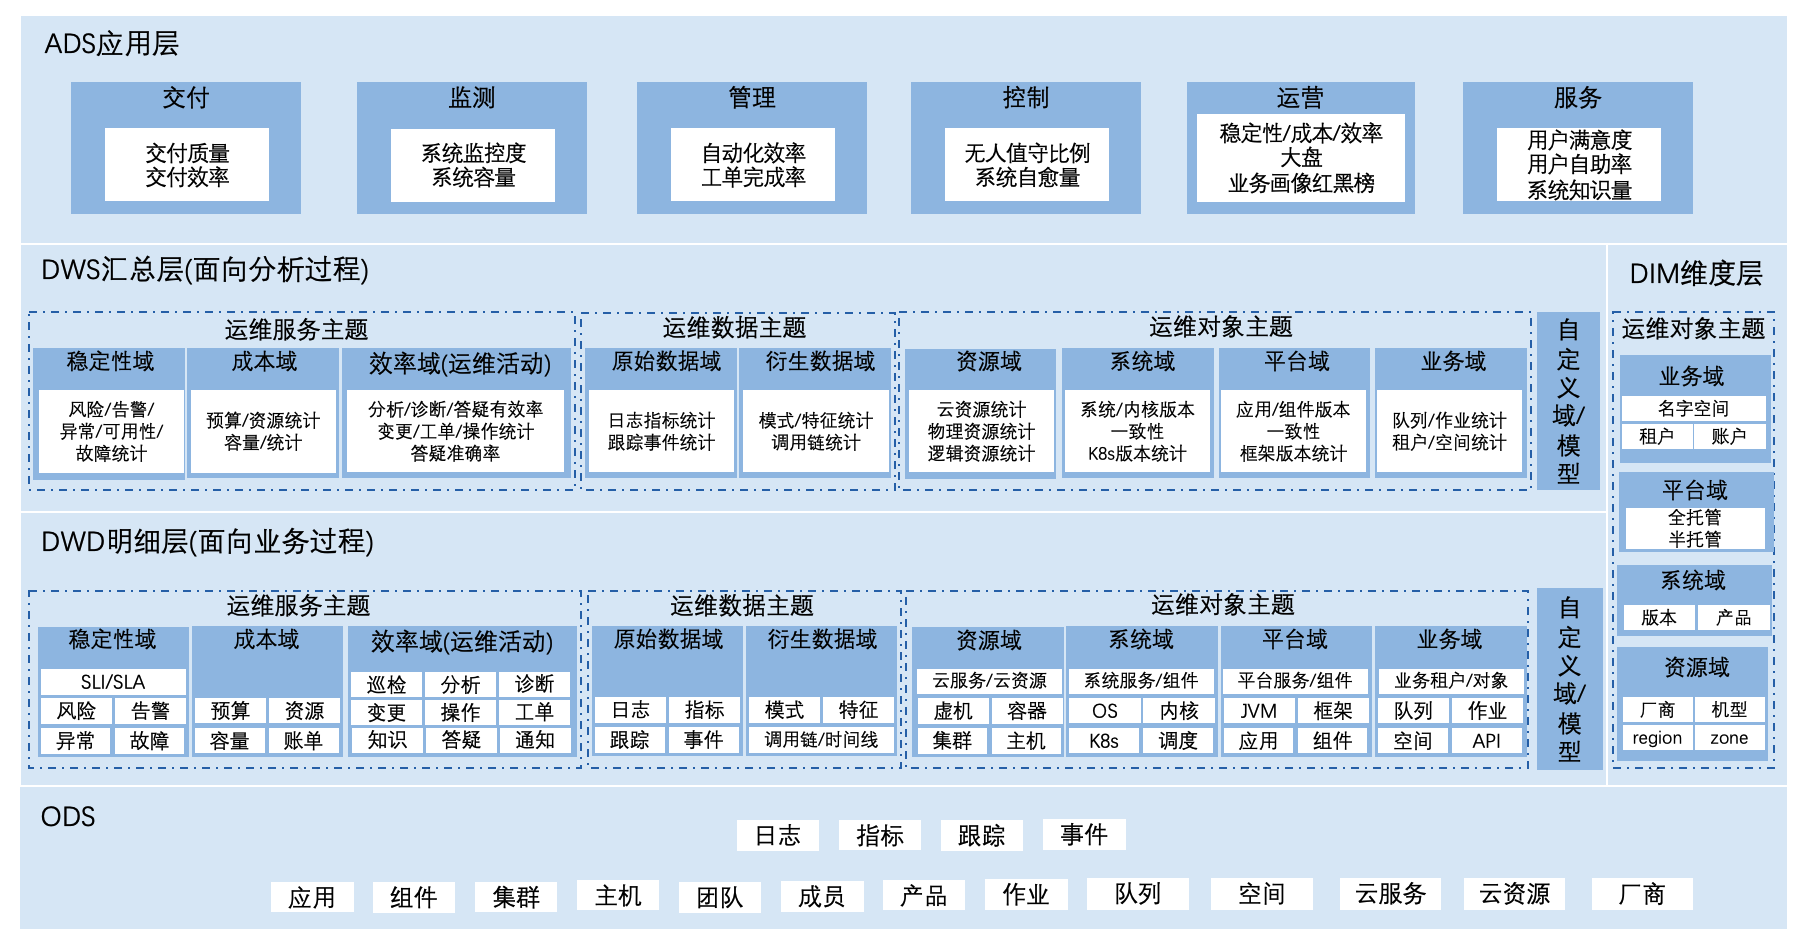 ADS应用层
交付
交付质量
交付效率
监测
系统监控度
系统容量
管理
自动化效率
工单完成率
控制
无人值守比例
系统自愈量
运营
稳定性/成本/效率
大盘
业务画像红黑榜
服务
用户满意度
用户自助率
系统知识量
DWS汇总层(面向分析过程)
运维服务主题
稳定性域
风险/告警/
异常/可用性/
故障统计
成本域
预算/资源统计
容量/统计
效率域(运维活动)
分析/诊断/答疑有效率
变更/工单/操作统计
答疑准确率
运维数据主题
原始数据域
日志指标统计
跟踪事件统计
衍生数据域
模式/特征统计
调用链统计
运维对象主题
资源域
云资源统计
物理资源统计
逻辑资源统计
系统域
系统/内核版本
一致性
K8s版本统计
平台域
应用/组件版本
一致性
框架版本统计
业务域
队列/作业统计
租户/空间统计
自
定
义
域/
模
型
DIM维度层
运维对象主题
业务域
名字空间
租户
账户
平台域
全托管
半托管
系统域
版本
产品
资源域
厂商
机型
region
zone
DWD明细层(面向业务过程)
运维服务主题
稳定性域
SLI/SLA
风险
告警
异常
故障
成本域
预算
资源
容量
账单
效率域(运维活动)
巡检
分析
诊断
变更
操作
工单
知识
答疑
通知
运维数据主题
原始数据域
日志
指标
跟踪
事件
衍生数据域
模式
特征
调用链/时间线
运维对象主题
资源域
云服务/云资源
虚机
容器
集群
主机
系统域
系统服务/组件
OS
内核
K8s
调度
平台域
平台服务/组件
JVM
框架
应用
组件
业务域
业务租户/对象
队列
作业
空间
API
自
定
义
域/
模
型
ODS
日志
指标
跟踪
事件
应用
组件
集群
主机
团队
成员
产品
作业
队列
空间
云服务
云资源
厂商